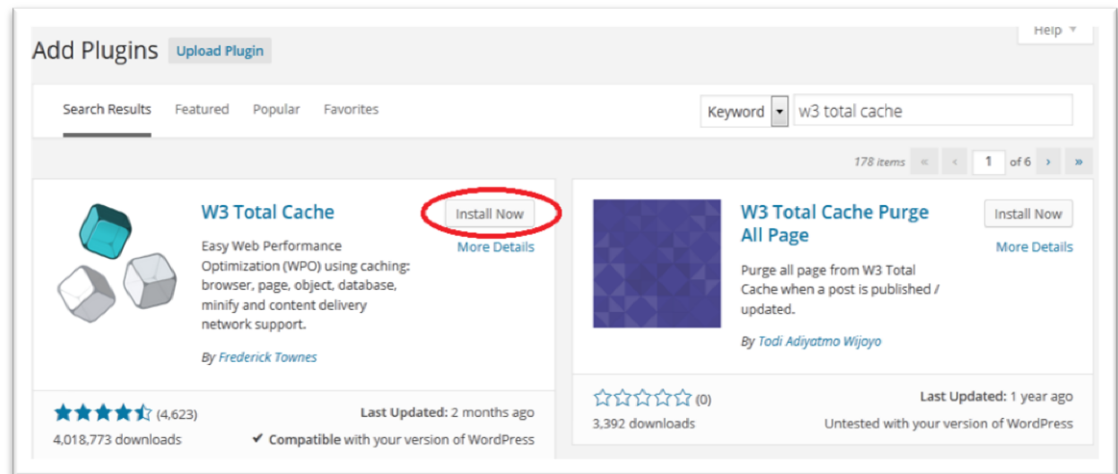 Help
Add Plugins Upload Plugin
Search Results Featured Popular Favorites
Keyword w3 total cache
178 items « ‹ 1 of 6 › »
W3 Total Cache
Install Now
More Details
Easy Web Performance
Optimization (WPO) using caching:
browser, page, object, database,
minify and content delivery
network support.
By Frederick Townes
(4,623)
Last Updated: 2 months ago
4,018,773 downloads
✔ Compatible with your version of WordPress
W3 Total Cache Purge
All Page
Install Now
More Details
Purge all page from W3 Total
Cache when a post is published /
updated.
By Todi Adiyatmo Wijoyo
(0)
Last Updated: 1 year ago
3,392 downloads
Untested with your version of WordPress